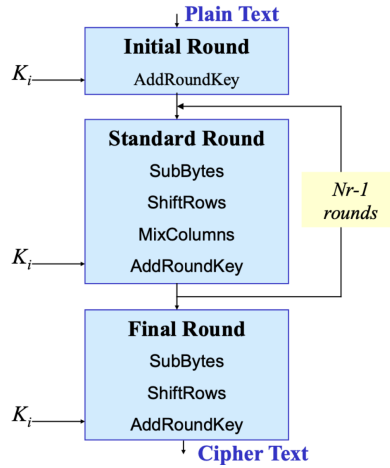 Plain Text
Initial Round
K_i
AddRoundKey
Standard Round
SubBytes
ShiftRows
MixColumns
K_i
AddRoundKey
Nr-1
rounds
Final Round
SubBytes
ShiftRows
K_i
AddRoundKey
Cipher Text